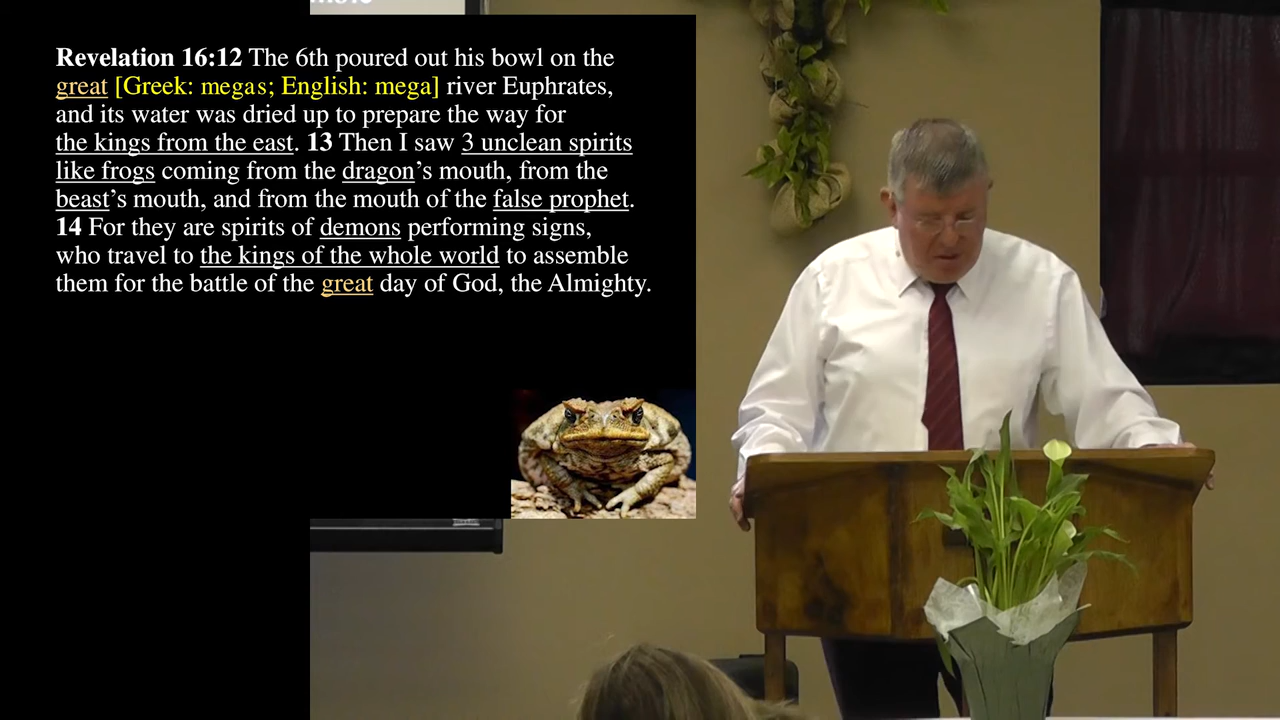 Revelation 16:12 The 6th poured out his bowl on the
great [Greek: megas; English: mega] river Euphrates,
and its water was dried up to prepare the way for
the kings from the east. 13 Then I saw 3 unclean spirits
like frogs coming from the dragon’s mouth, from the
beast’s mouth, and from the mouth of the false prophet.
14 For they are spirits of demons performing signs,
who travel to the kings of the whole world to assemble
them for the battle of the great day of God, the Almighty.